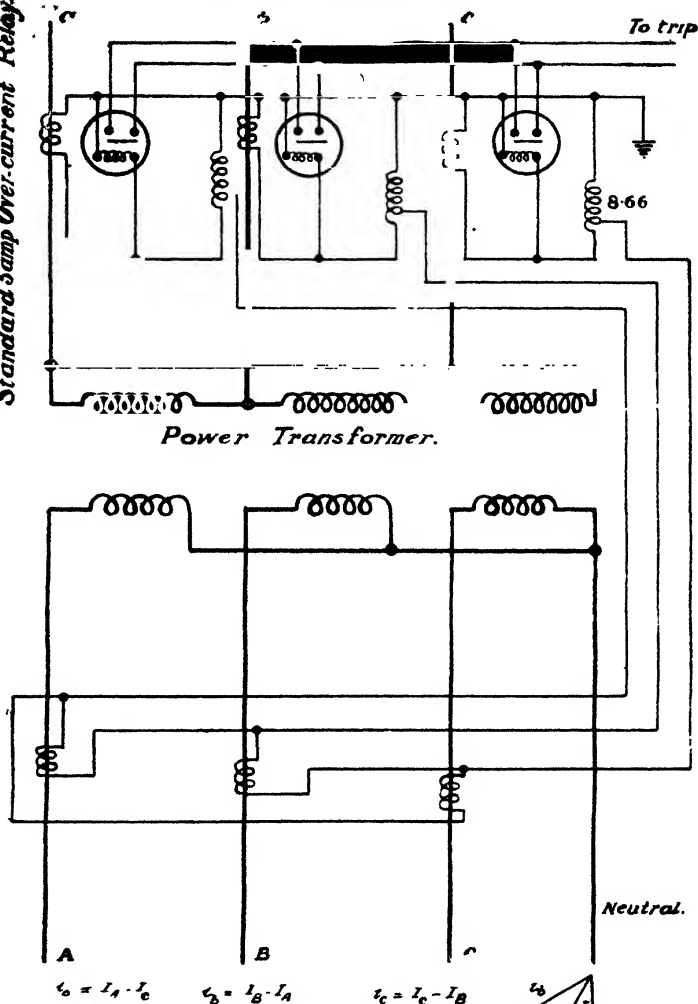 Standard 5amp Over-current Relay.
C B C
To trip
8·66
Power Transformer.
Neutral.
A B C
i_a = I_A - I_c i_b = I_B - I_A i_c = I_c - I_B i_b